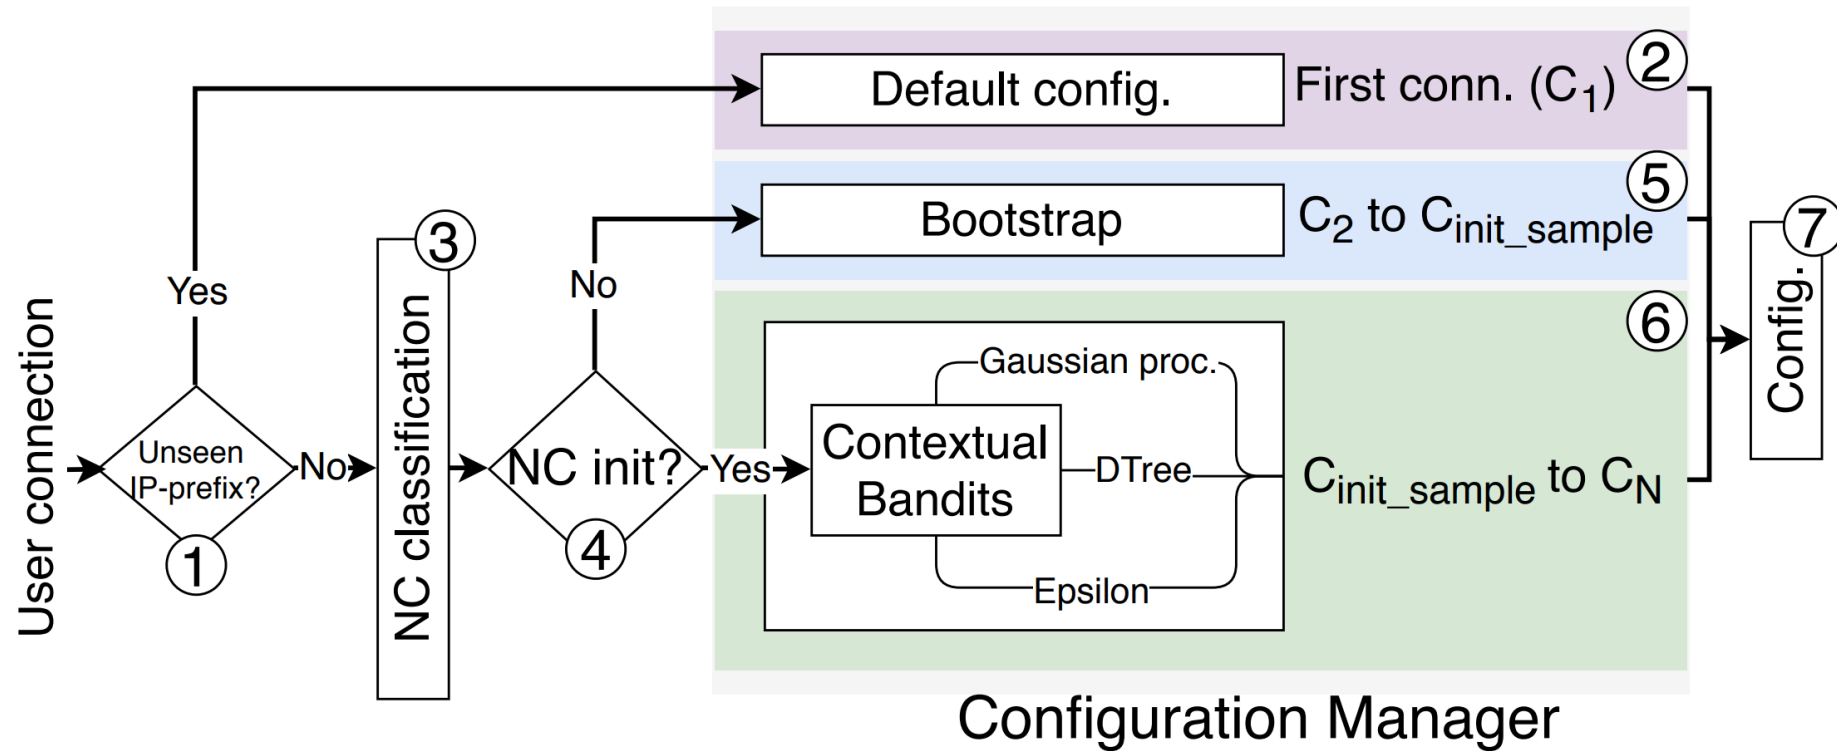 User connection
Unseen
IP-prefix?
1
Yes
No
NC classification
3
NC init?
4
No
Yes
Default config.
First conn. (C1)
2
Bootstrap
C2 to Cinit_sample
5
Contextual
Bandits
Gaussian proc.
DTree
Epsilon
Cinit_sample to CN
6
Config.
7
Configuration Manager